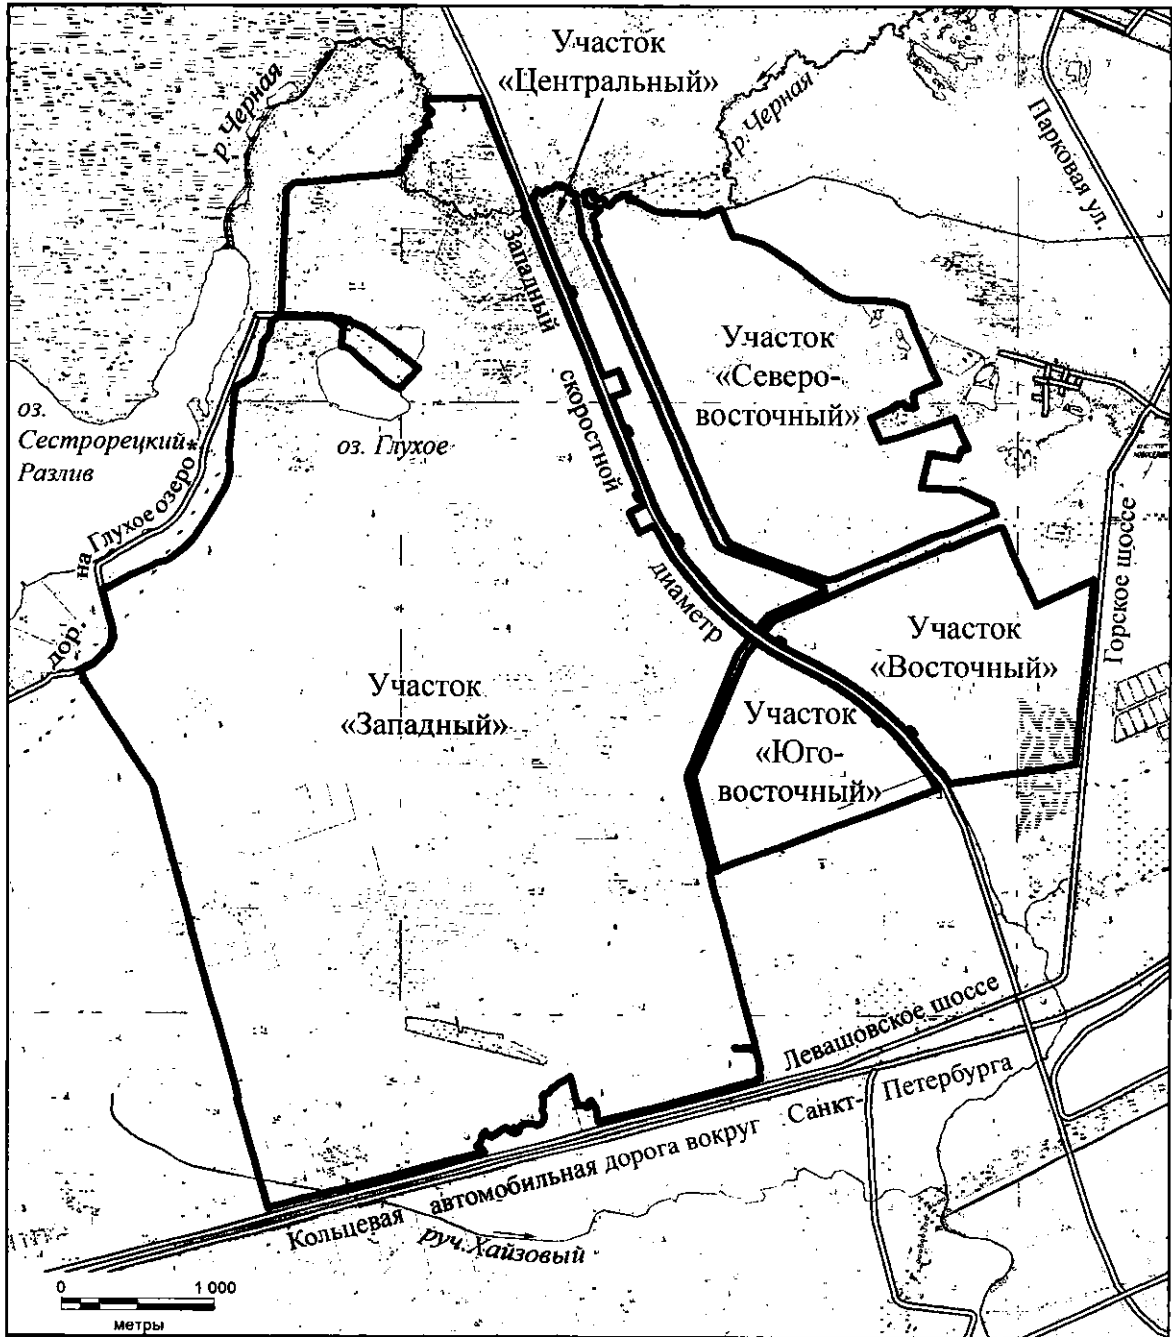 Участок
«Центральный»
р Черная
р Черная
Парковая ул.
Западный
скоростной
диаметр
Участок
«Северо-
восточный»
оз.
Сестрорецкий
Разлив
оз. Глухое
дор. на Глухое озеро
Горское шоссе
Участок
«Восточный»
Участок
«Западный»
Участок
«Юго-
восточный»
Левашовское шоссе
Кольцевая автомобильная дорога вокруг Санкт- Петербурга
руч. Хайзовый
0 1 000
метры